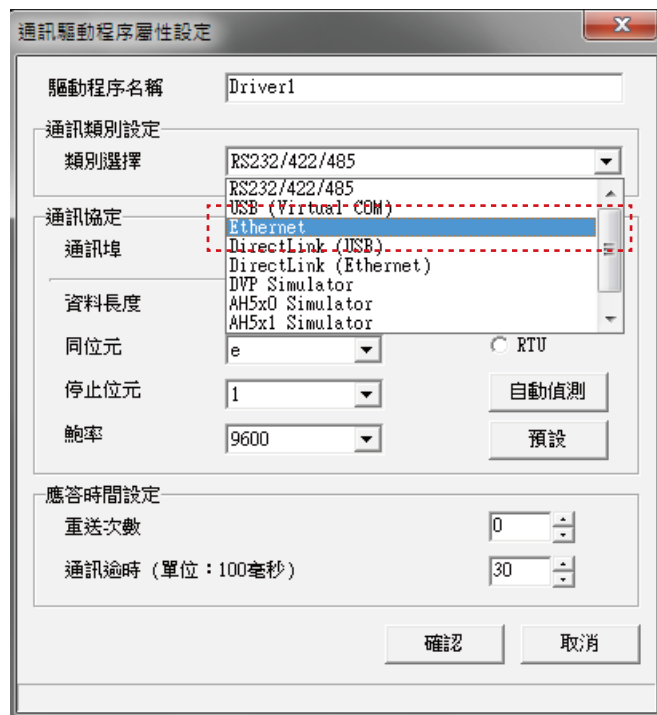 通訊驅動程序屬性設定
驅動程序名稱 Driver1
通訊類別設定
類別選擇 RS232/422/485
RS232/422/485
USB (Virtual COM)
通訊協定
Ethernet
通訊埠 DirectLink (USB)
DirectLink (Ethernet)
DVP Simulator
資料長度 AH5x0 Simulator
AH5x1 Simulator
同位元 e RTU
停止位元 1 自動偵測
鮑率 9600 預設
應答時間設定
重送次數 0
通訊逾時 (單位：100毫秒) 30
確認 取消